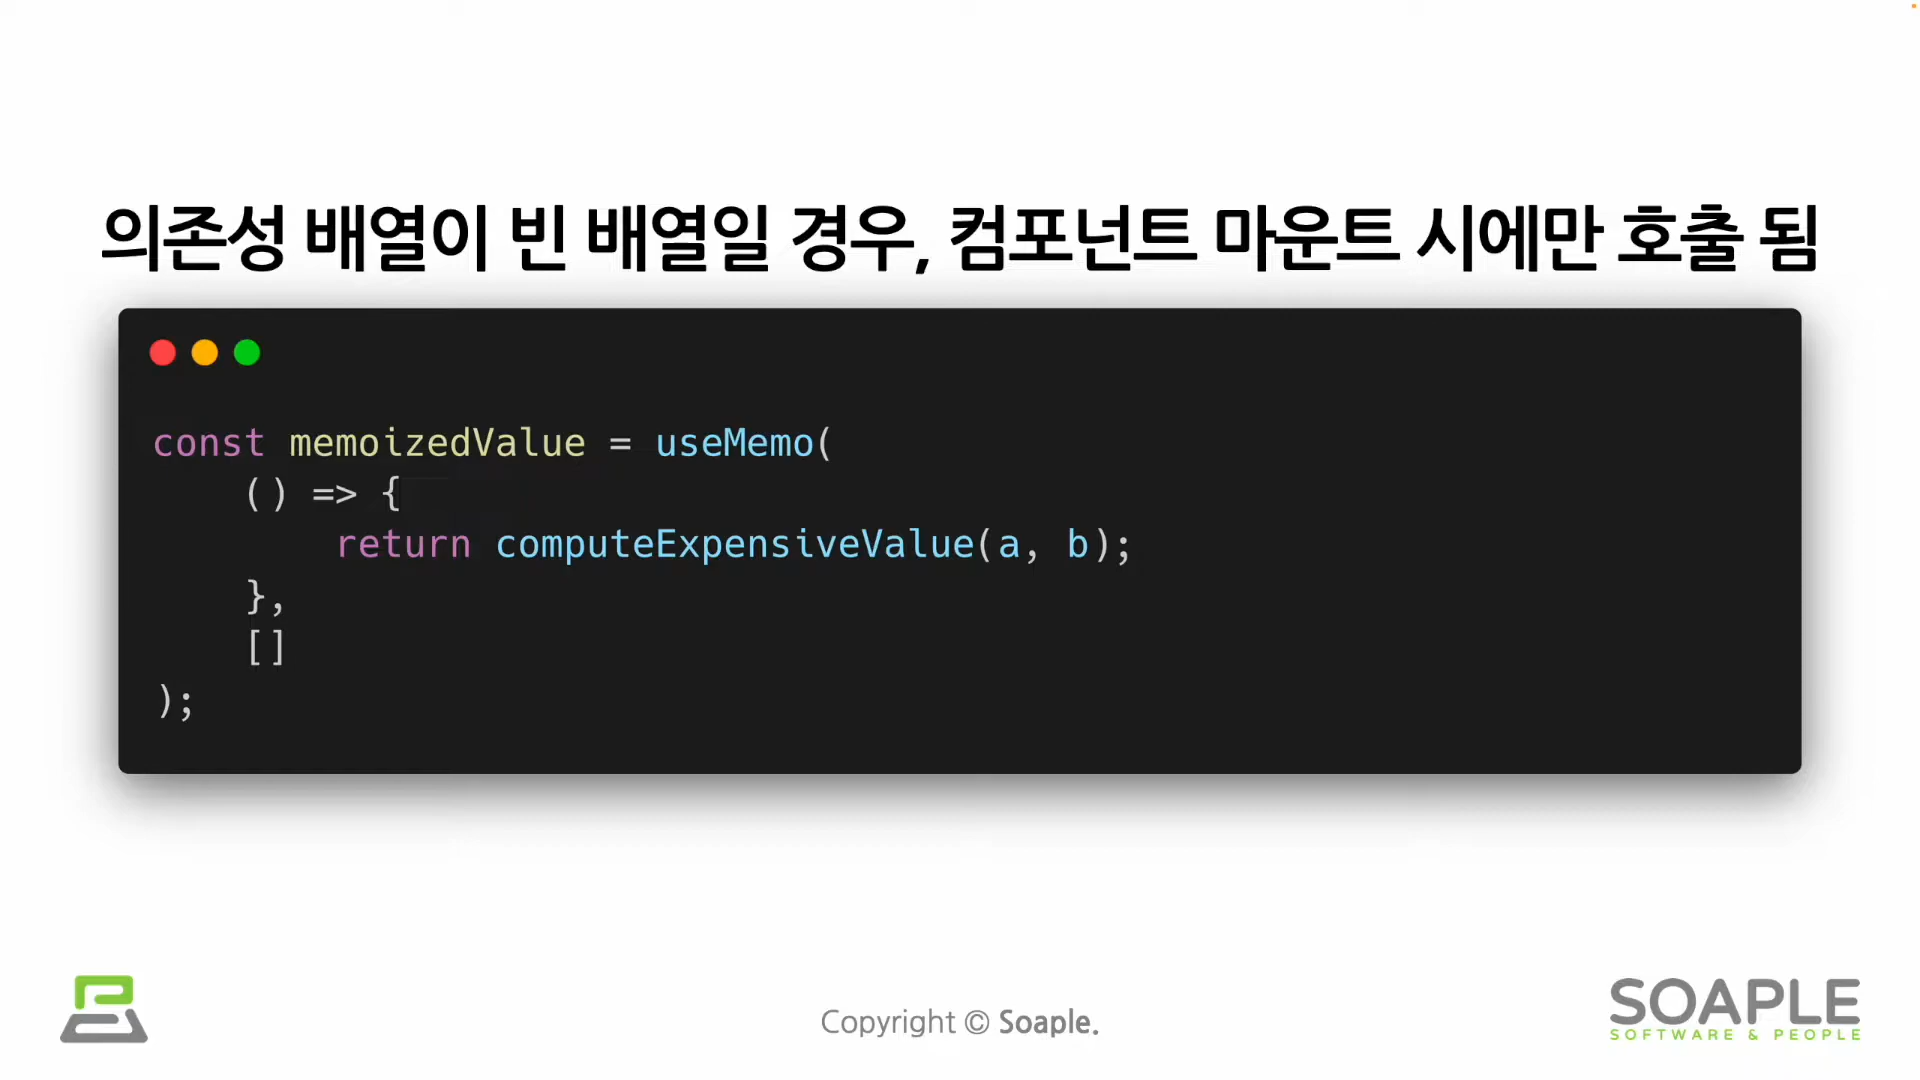 의존성 배열이 빈 배열일 경우, 컴포넌트 마운트 시에만 호출 됨
const memoizedValue = useMemo(
    () => {
        return computeExpensiveValue(a, b);
    },
    []
);
Copyright © Soaple.
SOAPLE
SOFTWARE & PEOPLE